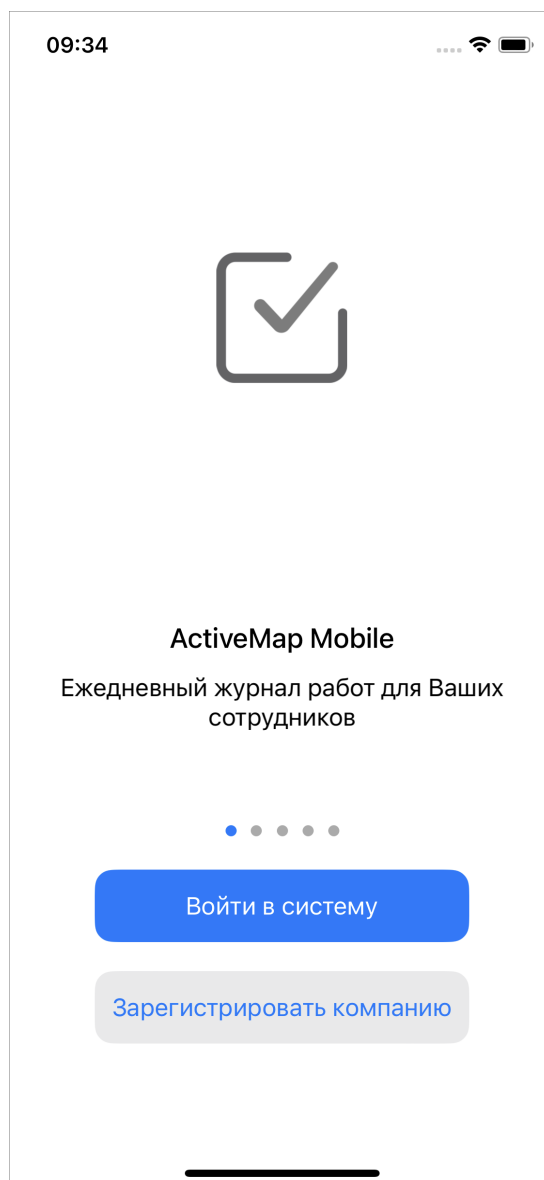 09:34
ActiveMap Mobile
Ежедневный журнал работ для Ваших
сотрудников
Войти в систему
Зарегистрировать компанию